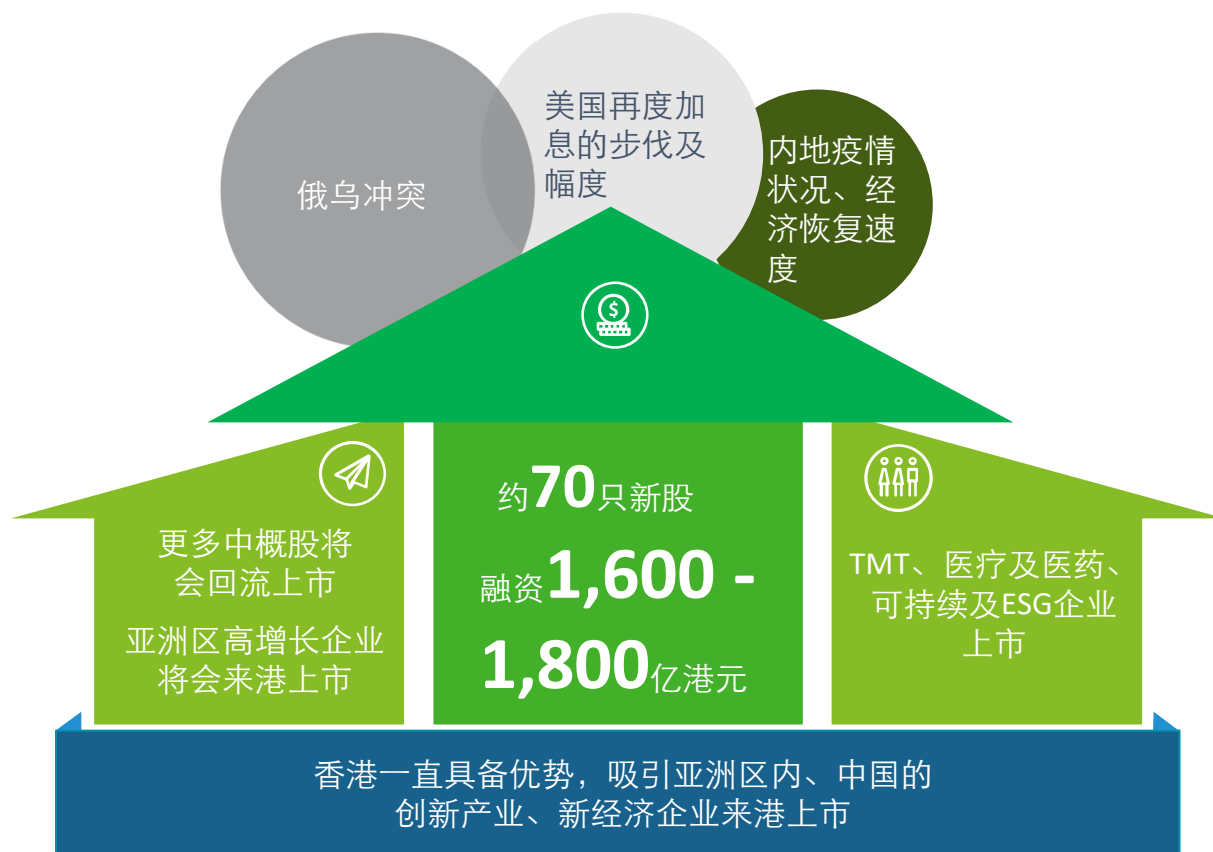 俄乌冲突
美国再度加
息的步伐及
幅度
内地疫情
状况、经
济恢复速
度
$
更多中概股将
会回流上市
亚洲区高增长企业
将会来港上市
约70只新股
融资1,600 -
1,800亿港元
TMT、医疗及医药、
可持续及ESG企业
上市
香港一直具备优势，吸引亚洲区内、中国的
创新产业、新经济企业来港上市